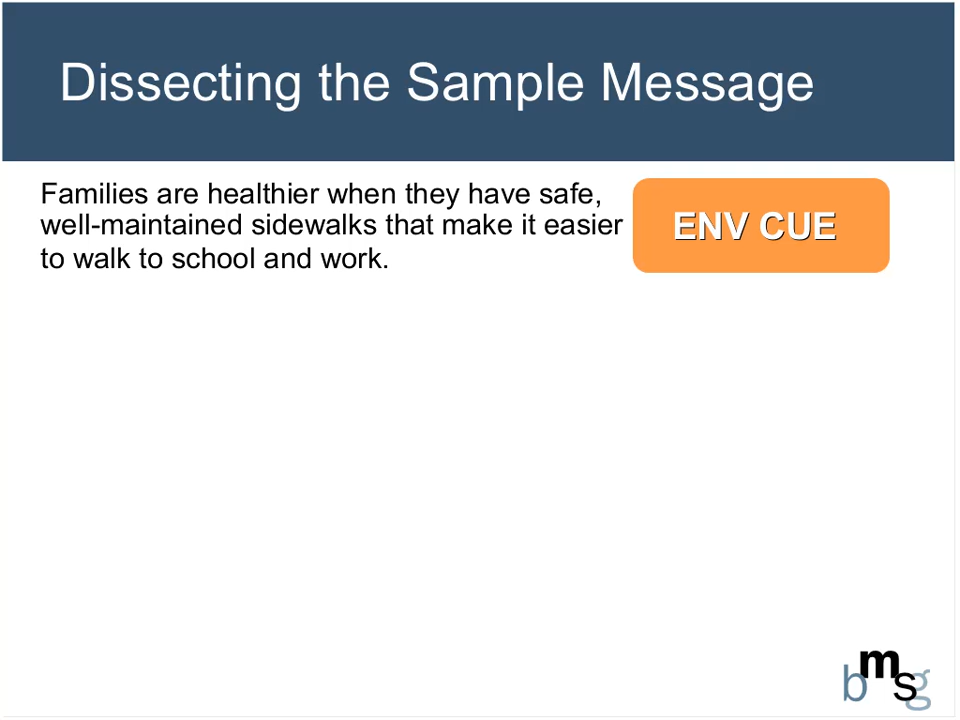 Dissecting the Sample Message
Families are healthier when they have safe,
well-maintained sidewalks that make it easier
to walk to school and work.
ENV CUE
bmsg